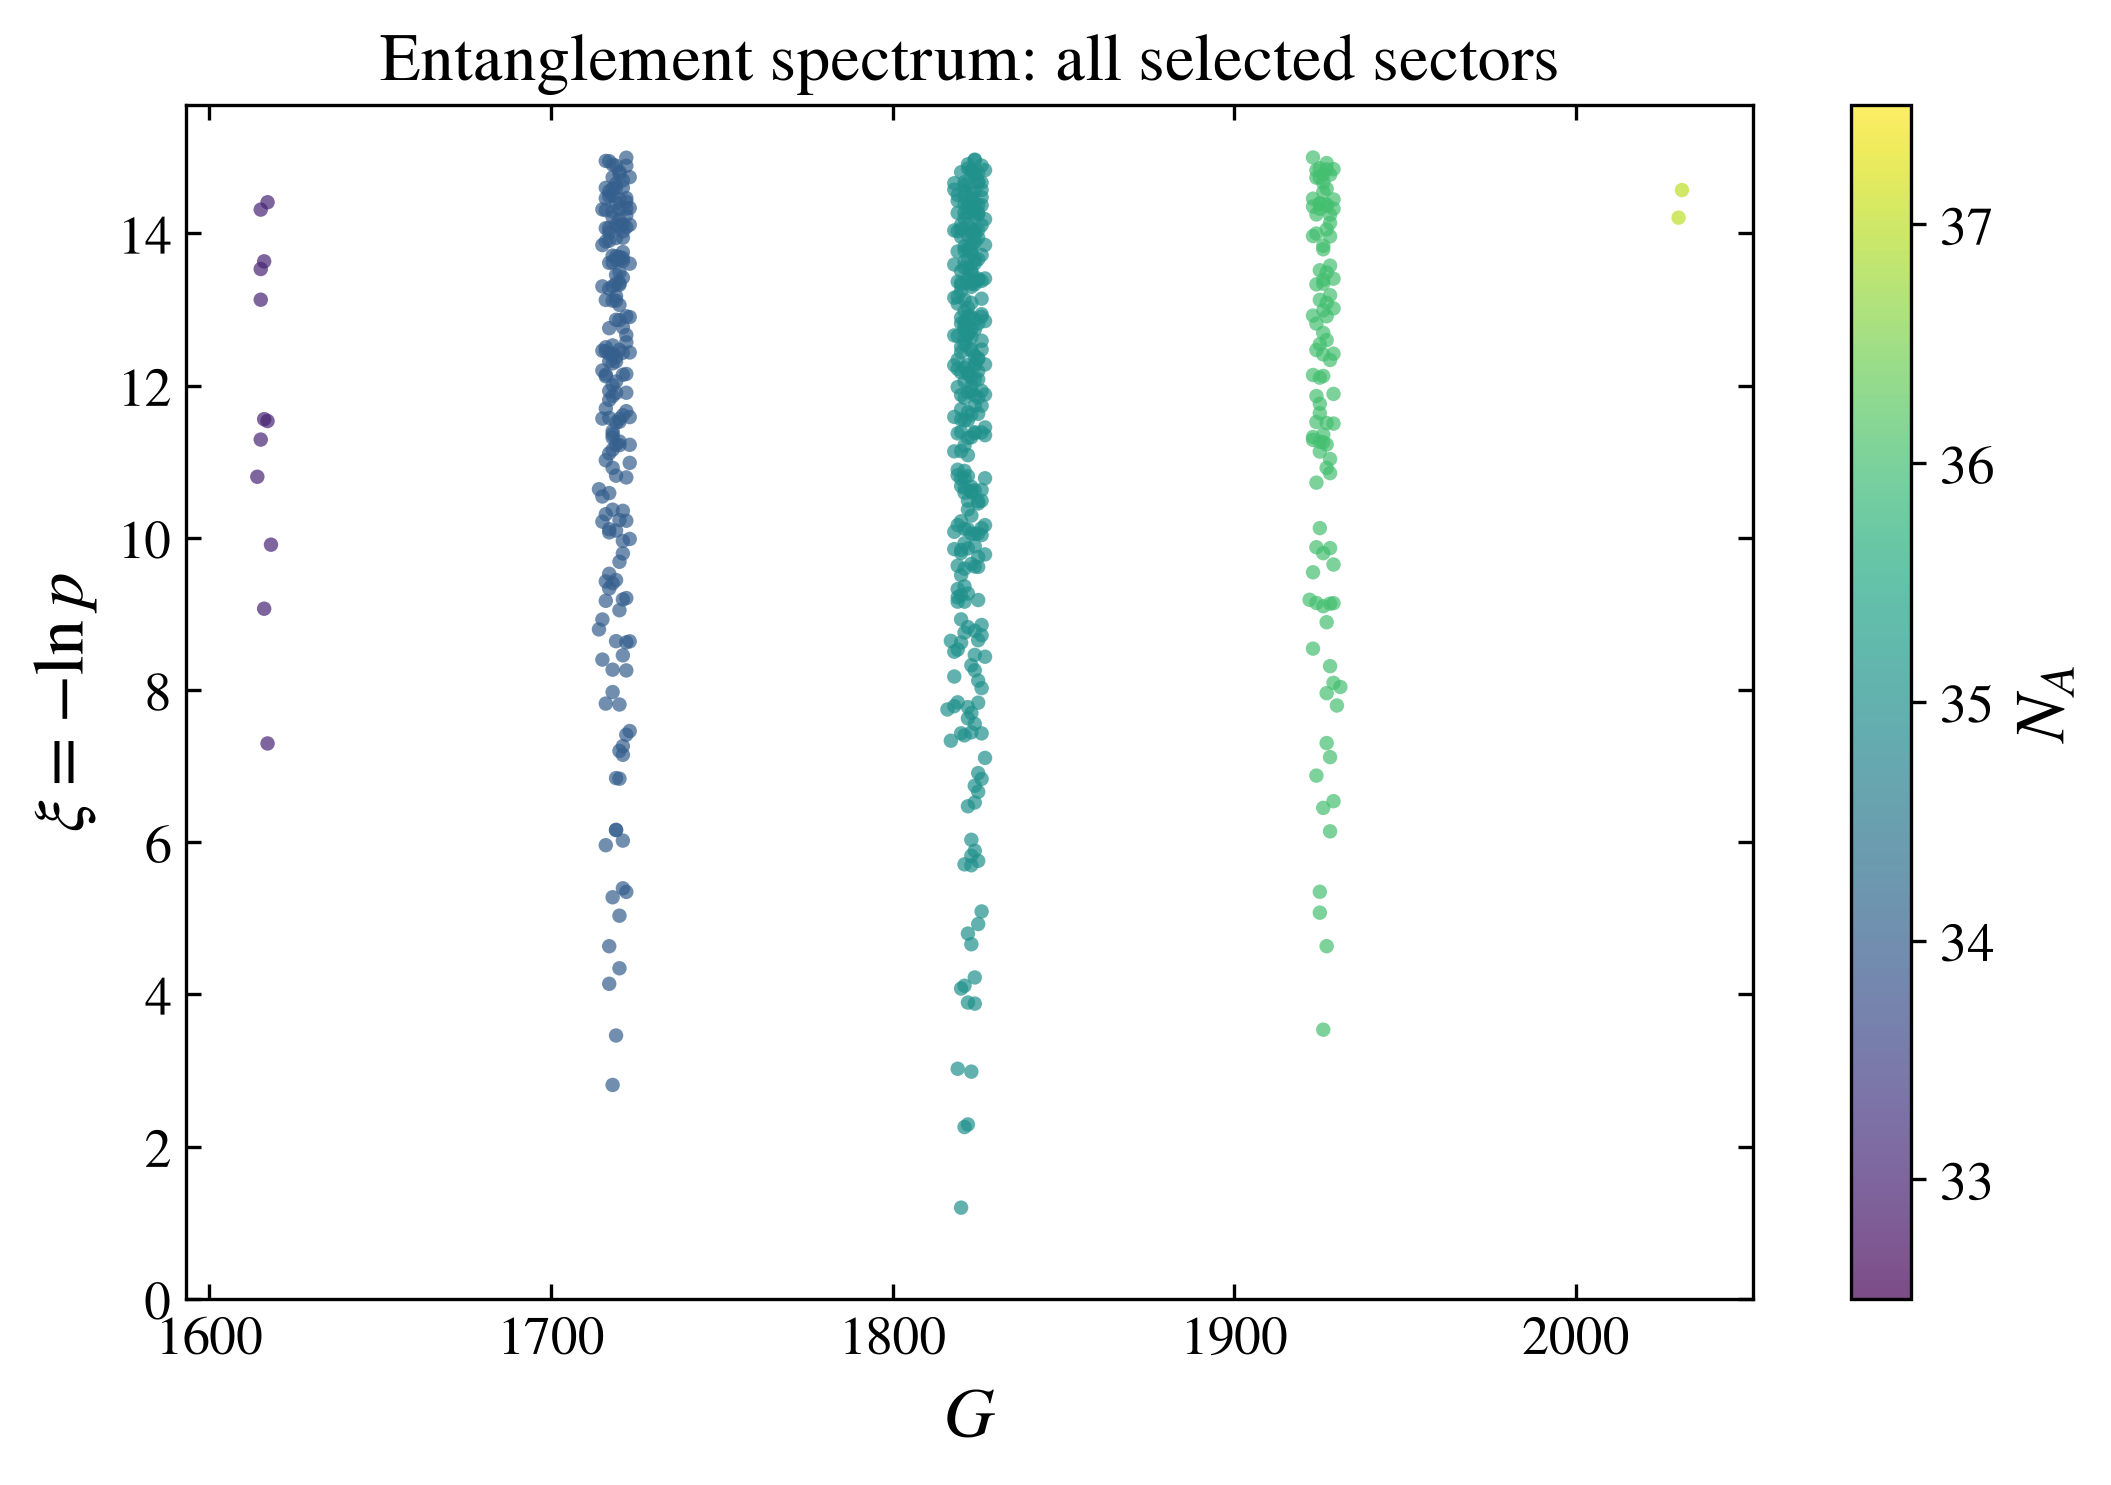 Entanglement spectrum: all selected sectors
ξ = −ln p
14
12
10
8
6
4
2
0
1600 1700 1800 1900 2000
G
37
36
35
34
33
N_A